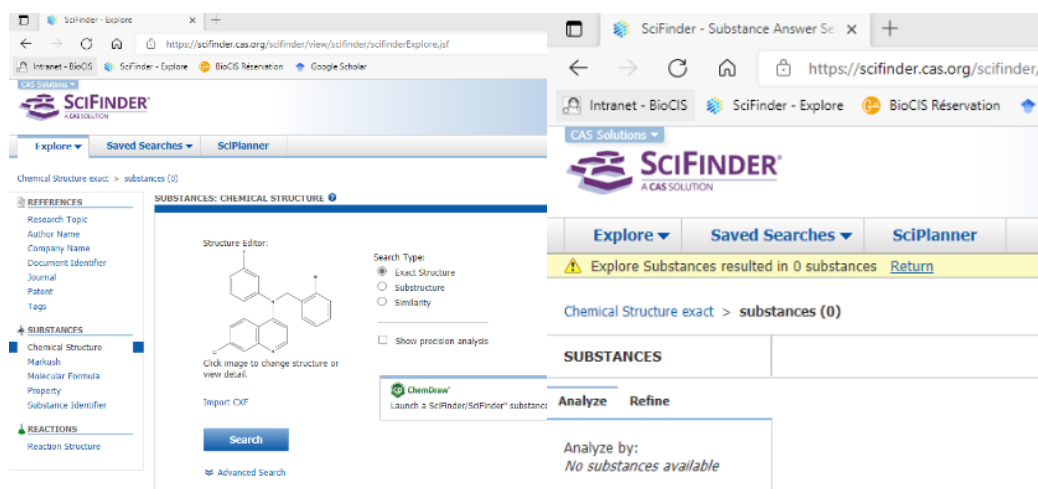 SciFinder - Explore
https://scifinder.cas.org/scifinder/view/scifinder/scifinderExplore.jsf
Intranet - BioCIS SciFinder - Explore BioCIS Réservation Google Scholar
CAS Solutions
SCIFINDER®
A CAS SOLUTION
Explore Saved Searches SciPlanner
Chemical Structure exact > substances (0)
REFERENCES
Research Topic
Author Name
Company Name
Document Identifier
Journal
Patent
Tags
SUBSTANCES
Chemical Structure
Markush
Molecular Formula
Property
Substance Identifier
REACTIONS
Reaction Structure
SUBSTANCES: CHEMICAL STRUCTURE
Structure Editor:
Click image to change structure or
view detail.
Import CXF
Search
Advanced Search
Search Type:
Exact Structure
Substructure
Similarity
Show precision analysis
ChemDraw
Launch a SciFinder/SciFinder" substance
SciFinder - Substance Answer Se
https://scifinder.cas.org/scifinder/
Intranet - BioCIS SciFinder - Explore BioCIS Réservation
CAS Solutions
SCIFINDER®
A CAS SOLUTION
Explore Saved Searches SciPlanner
Explore Substances resulted in 0 substances Return
Chemical Structure exact > substances (0)
SUBSTANCES
Analyze Refine
Analyze by:
No substances available